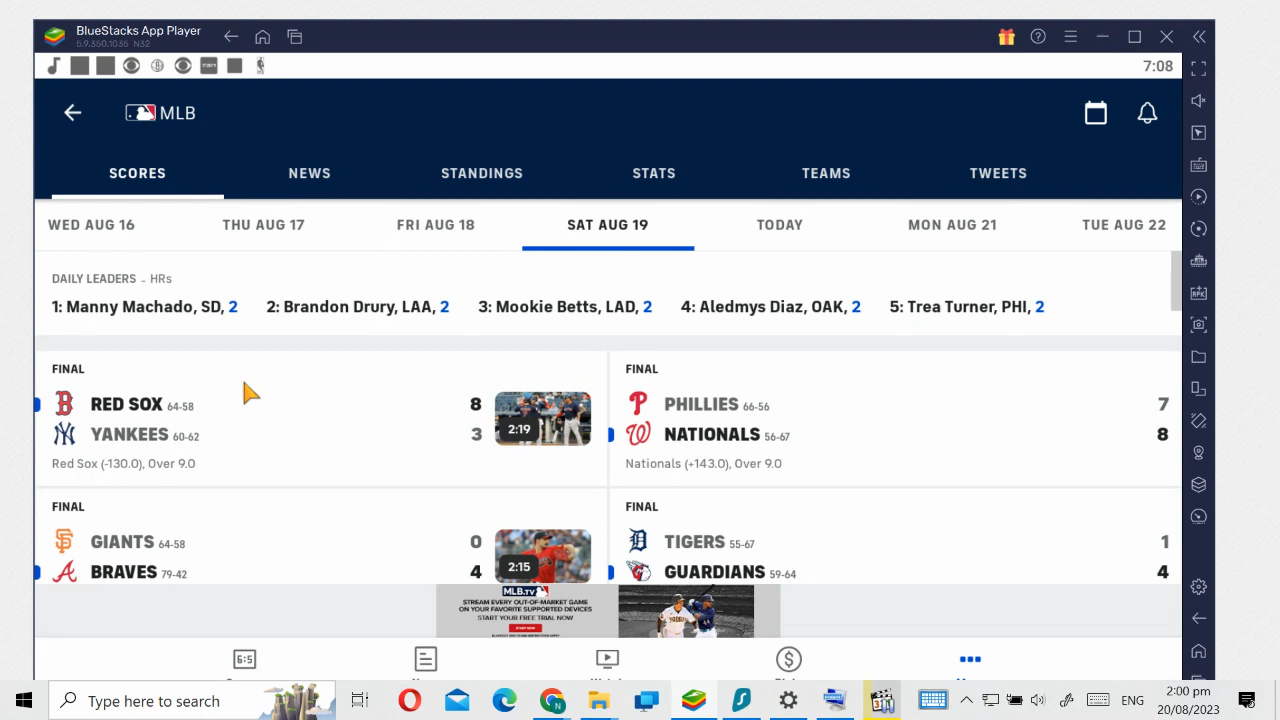 BlueStacks App Player
5.9.350.1035 N32
7:08
MLB
SCORES NEWS STANDINGS STATS TEAMS TWEETS
WED AUG 16 THU AUG 17 FRI AUG 18 SAT AUG 19 TODAY MON AUG 21 TUE AUG 22
DAILY LEADERS - HRs
1: Manny Machado, SD, 2 2: Brandon Drury, LAA, 2 3: Mookie Betts, LAD, 2 4: Aledmys Diaz, OAK, 2 5: Trea Turner, PHI, 2
FINAL
RED SOX 64-58 8
YANKEES 60-62 3
2:19
Red Sox (-130.0), Over 9.0
FINAL
PHILLIES 66-56 7
NATIONALS 56-67 8
Nationals (+143.0), Over 9.0
FINAL
GIANTS 64-58 0
BRAVES 79-42 4
2:15
FINAL
TIGERS 55-67 1
GUARDIANS 59-64 4
MLB.tv
STREAM EVERY OUT-OF-MARKET GAME
ON YOUR FAVORITE SUPPORTED DEVICES
START YOUR FREE TRIAL NOW
6:5
Type here to search
ENG
2:00 pm
20/08/2023